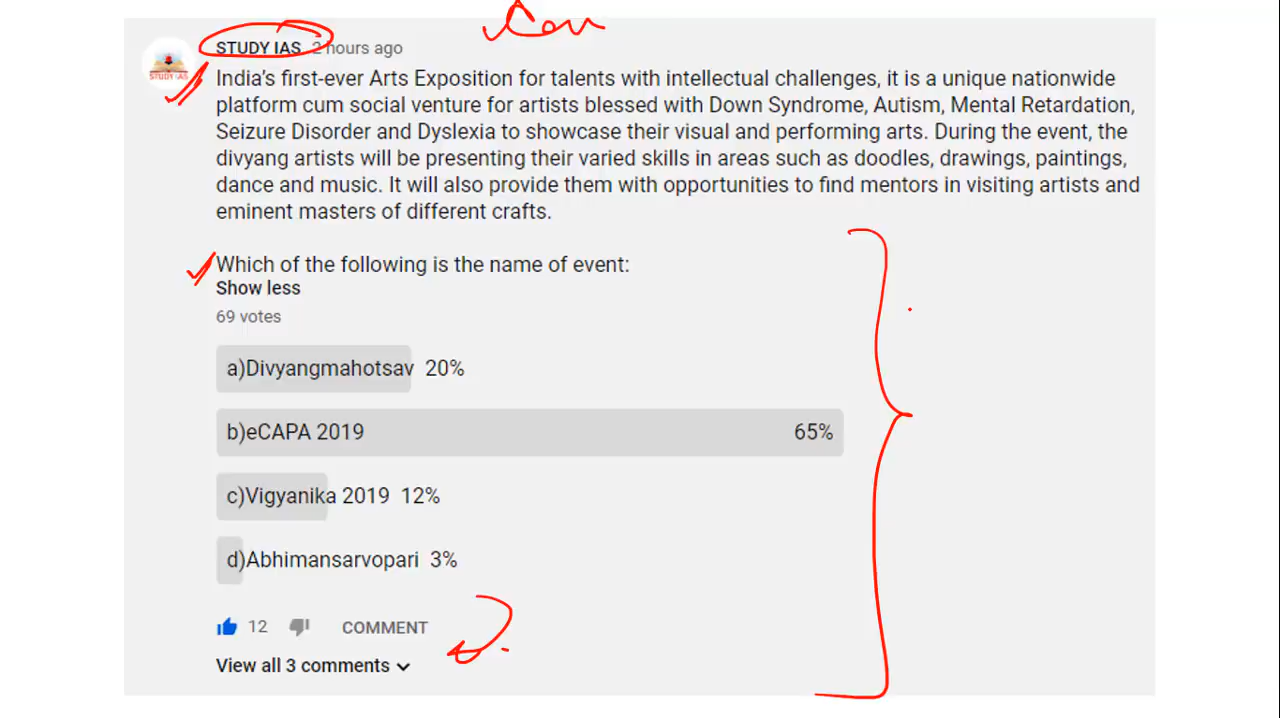 STUDY IAS 2 hours ago
India's first-ever Arts Exposition for talents with intellectual challenges, it is a unique nationwide
platform cum social venture for artists blessed with Down Syndrome, Autism, Mental Retardation,
Seizure Disorder and Dyslexia to showcase their visual and performing arts. During the event, the
divyang artists will be presenting their varied skills in areas such as doodles, drawings, paintings,
dance and music. It will also provide them with opportunities to find mentors in visiting artists and
eminent masters of different crafts.
Which of the following is the name of event:
Show less
69 votes
a)Divyangmahotsav 20%
b)eCAPA 2019 65%
c)Vigyanika 2019 12%
d)Abhimansarvopari 3%
12 COMMENT
View all 3 comments